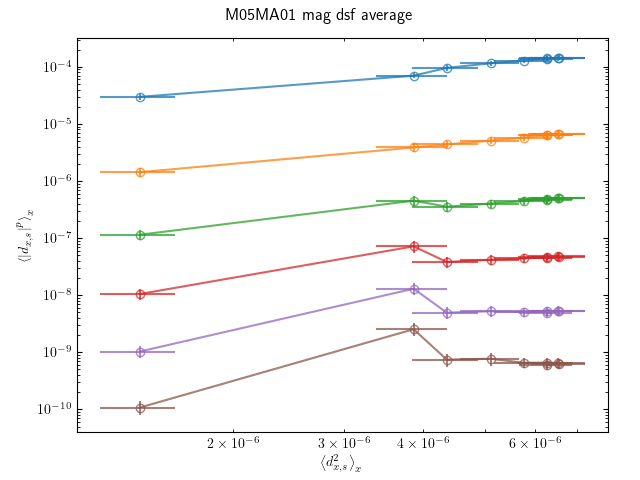 M05MA01 mag dsf average
10⁻⁴
10⁻⁵
10⁻⁶
10⁻⁷
10⁻⁸
10⁻⁹
10⁻¹⁰
⟨|d_{x,s}|^p⟩_x
2 × 10⁻⁶
3 × 10⁻⁶
4 × 10⁻⁶
6 × 10⁻⁶
⟨d²_{x,s}⟩_x